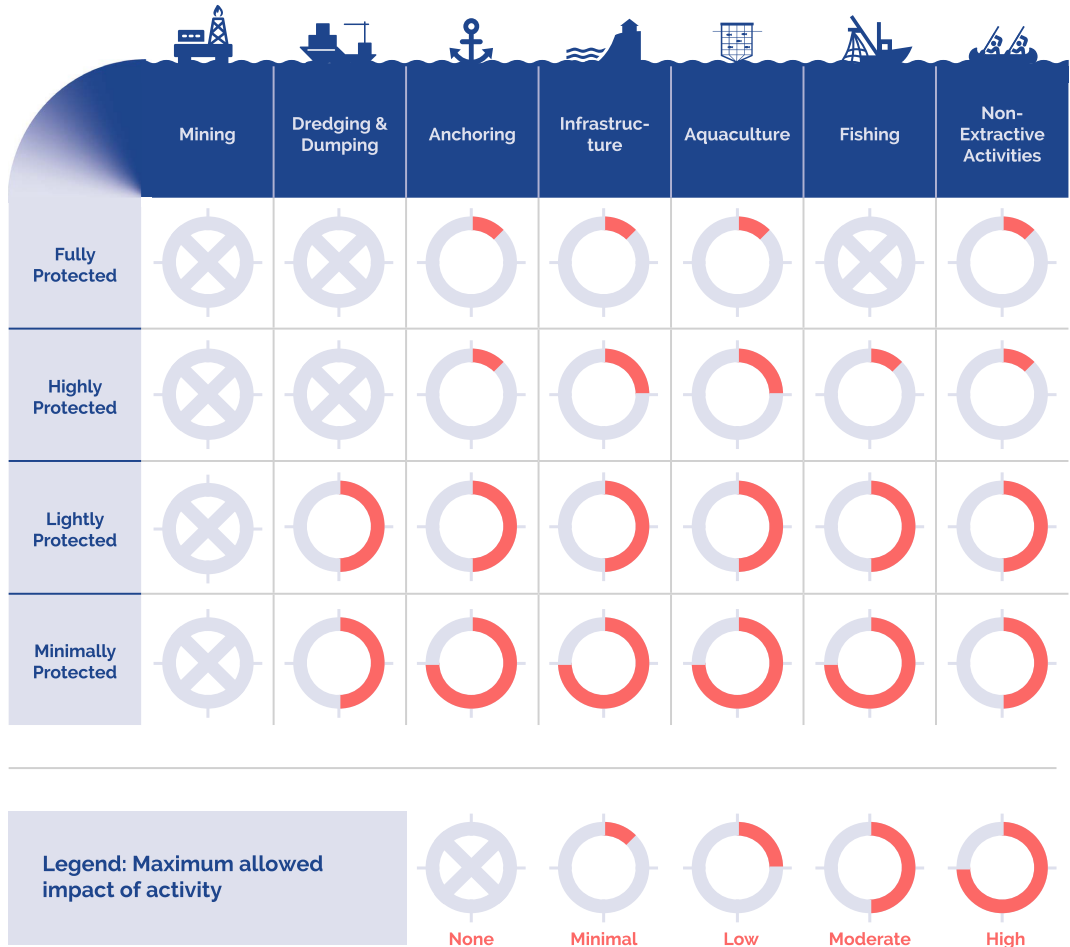 Mining
Dredging &
Dumping
Anchoring
Infrastruc-
ture
Aquaculture
Fishing
Non-
Extractive
Activities
Fully
Protected
Highly
Protected
Lightly
Protected
Minimally
Protected
Legend: Maximum allowed
impact of activity
None
Minimal
Low
Moderate
High